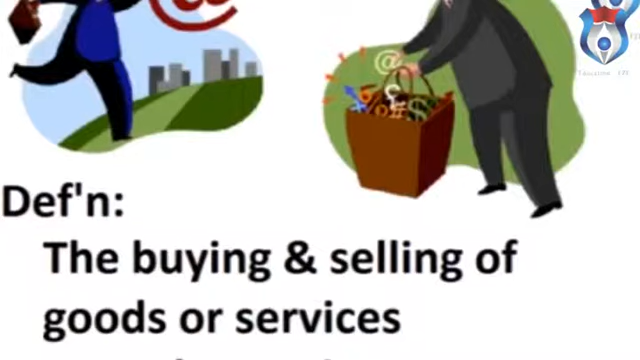 @
@
Def'n:
The buying & selling of
goods or services